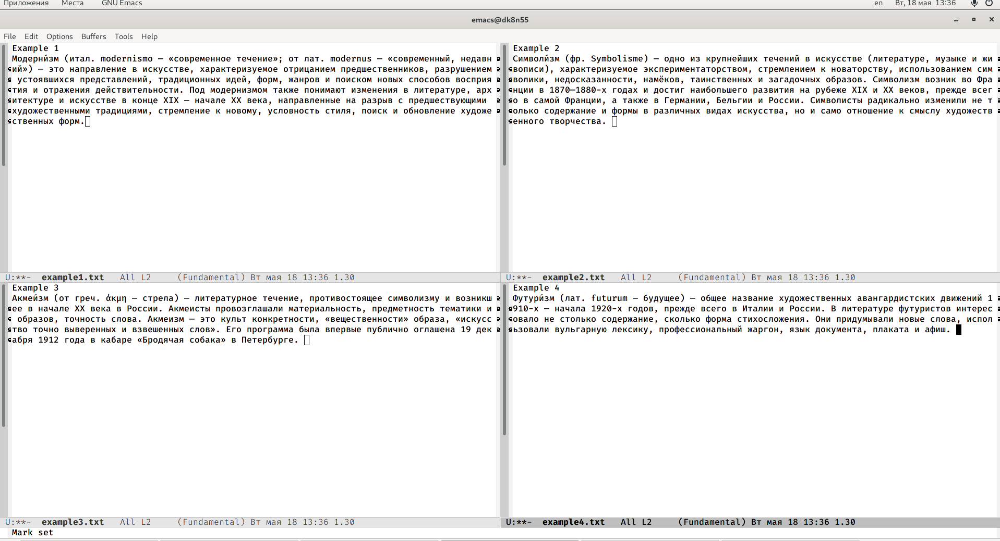 Приложения Места GNU Emacs en Вт, 18 мая 13:36
emacs@dk8n55
File Edit Options Buffers Tools Help
Example 1
Модерни́зм (итал. modernismo — «современное течение»; от лат. modernus — «современный, недавн
ий») — это направление в искусстве, характеризуемое отрицанием предшественников, разрушением
устоявшихся представлений, традиционных идей, форм, жанров и поиском новых способов восприя
тия и отражения действительности. Под модернизмом также понимают изменения в литературе, арх
итектуре и искусстве в конце XIX — начале XX века, направленные на разрыв с предшествующими
художественными традициями, стремление к новому, условность стиля, поиск и обновление художе
ственных форм.
U:**- example1.txt All L2 (Fundamental) Вт мая 18 13:36 1.30
Example 2
Символи́зм (фр. Symbolisme) — одно из крупнейших течений в искусстве (литературе, музыке и жи
вописи), характеризуемое экспериментаторством, стремлением к новаторству, использованием сим
волики, недосказанности, намёков, таинственных и загадочных образов. Символизм возник во Фра
нции в 1870—1880-х годах и достиг наибольшего развития на рубеже XIX и XX веков, прежде всег
о в самой Франции, а также в Германии, Бельгии и России. Символисты радикально изменили не т
олько содержание и формы в различных видах искусства, но и само отношение к смыслу художеств
енного творчества.
U:**- example2.txt All L2 (Fundamental) Вт мая 18 13:36 1.30
Example 3
Акмеи́зм (от греч. άκμη — стрела) — литературное течение, противостоящее символизму и возникш
ее в начале XX века в России. Акмеисты провозглашали материальность, предметность тематики и
образов, точность слова. Акмеизм — это культ конкретности, «вещественности» образа, «искусс
тво точно выверенных и взвешенных слов». Его программа была впервые публично оглашена 19 дек
абря 1912 года в кабаре «Бродячая собака» в Петербурге.
U:**- example3.txt All L2 (Fundamental) Вт мая 18 13:36 1.30
Example 4
Футури́зм (лат. futurum — будущее) — общее название художественных авангардистских движений 1
910-х — начала 1920-х годов, прежде всего в Италии и России. В литературе футуристов интерес
овало не столько содержание, сколько форма стихосложения. Они придумывали новые слова, испол
ьзовали вульгарную лексику, профессиональный жаргон, язык документа, плаката и афиш.
U:**- example4.txt All L2 (Fundamental) Вт мая 18 13:36 1.30
Mark set